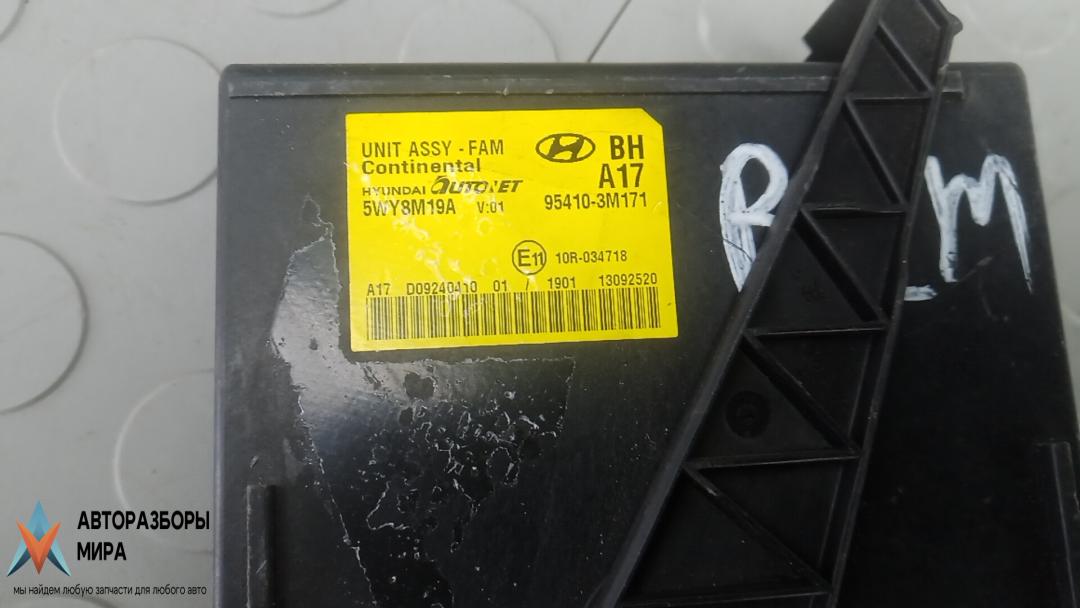 UNIT ASSY - FAM
Continental
HYUNDAI AUTONET
5WY8M19A V:01
BH
A17
95410-3M171
E11 10R-034718
A17 D09240410 01 / 1901 13092520
АВТОРАЗБОРЫ
МИРА
мы найдем любую запчасти для любого авто